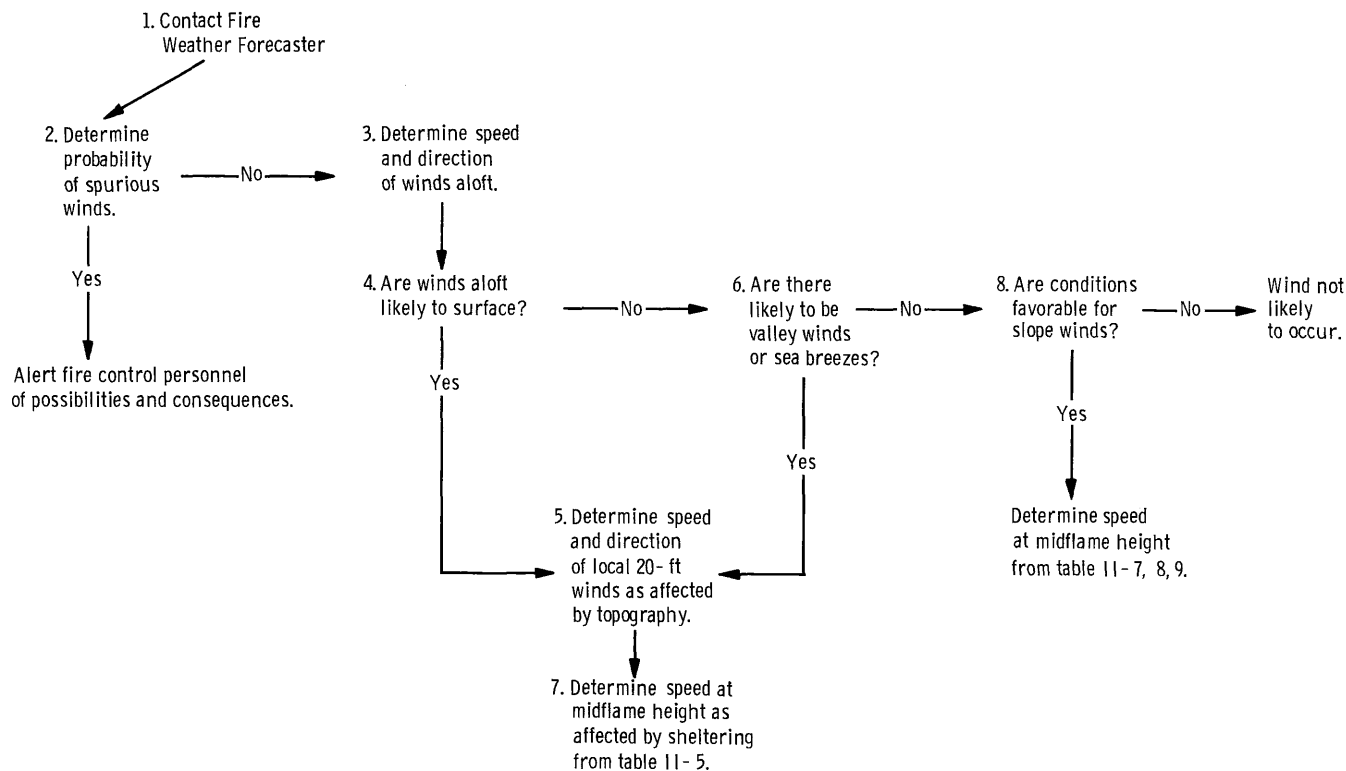 1. Contact Fire
Weather Forecaster
2. Determine
probability
of spurious
winds.
No
3. Determine speed
and direction
of winds aloft.
Yes
Alert fire control personnel
of possibilities and consequences.
4. Are winds aloft
likely to surface?
No
6. Are there
likely to be
valley winds
or sea breezes?
No
8. Are conditions
favorable for
slope winds?
No
Wind not
likely
to occur.
Yes
Yes
Yes
5. Determine speed
and direction
of local 20-ft
winds as affected
by topography.
Determine speed
at midflame height
from table II-7, 8, 9.
7. Determine speed at
midflame height as
affected by sheltering
from table II-5.